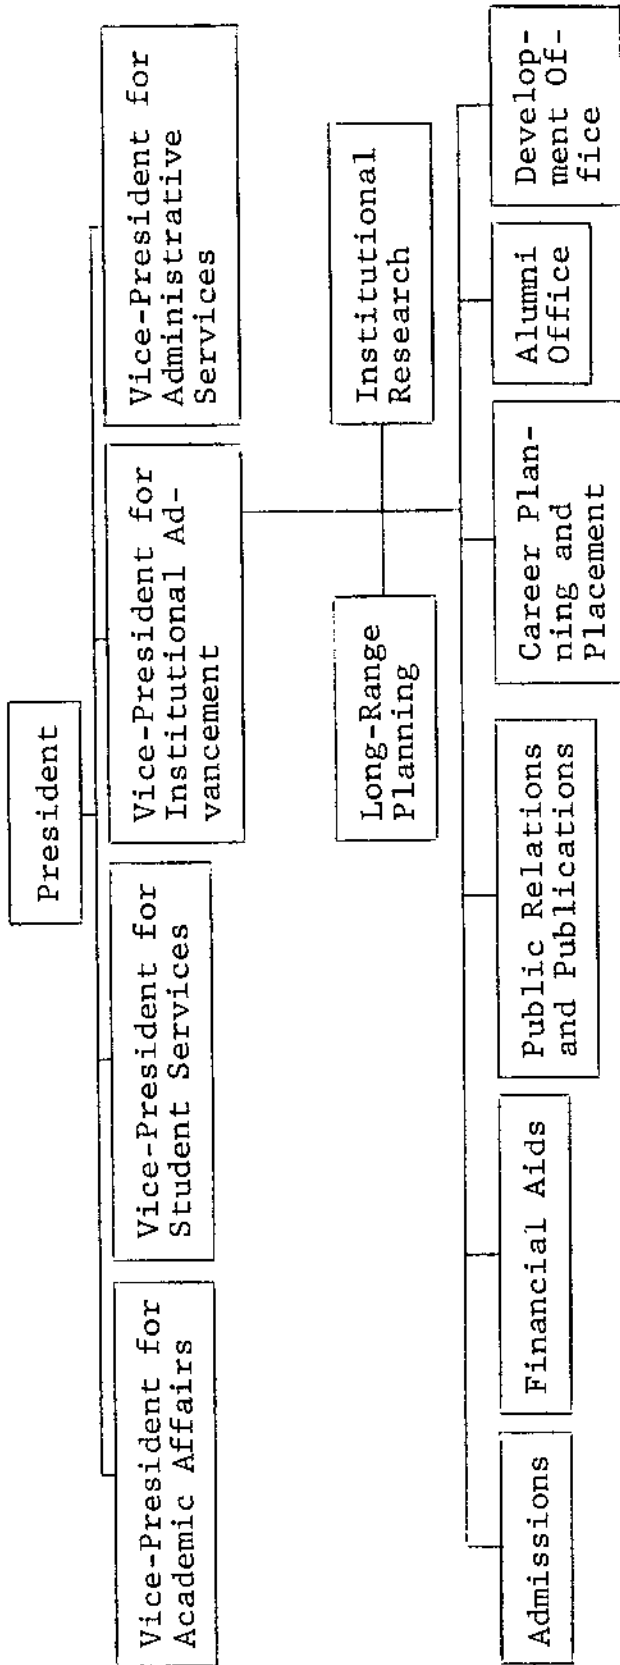 President
Vice-President for
Academic Affairs
Vice-President for
Student Services
Vice-President for
Institutional Ad-
vancement
Vice-President for
Administrative
Services
Long-Range
Planning
Institutional
Research
Admissions
Financial Aids
Public Relations
and Publications
Career Plan-
ning and
Placement
Alumni
Office
Develop-
ment Of-
fice